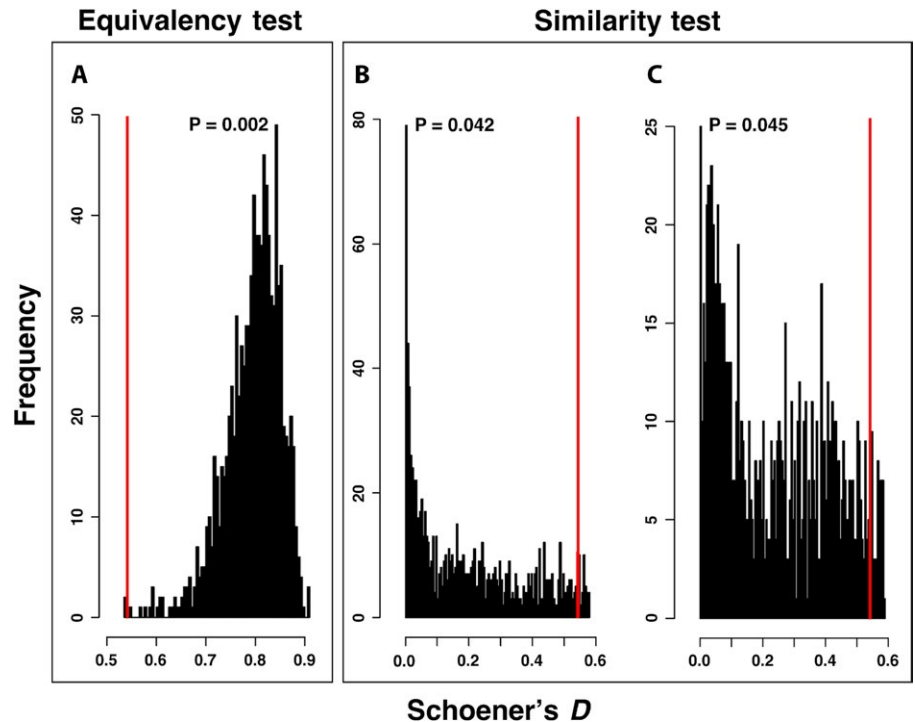 Equivalency test
Similarity test
A
P = 0.002
50
40
30
20
10
0
0.5 0.6 0.7 0.8 0.9
B
P = 0.042
80
60
40
20
0
0.0 0.2 0.4 0.6
C
P = 0.045
25
20
15
10
5
0
0.0 0.2 0.4 0.6
Frequency
Schoener's D